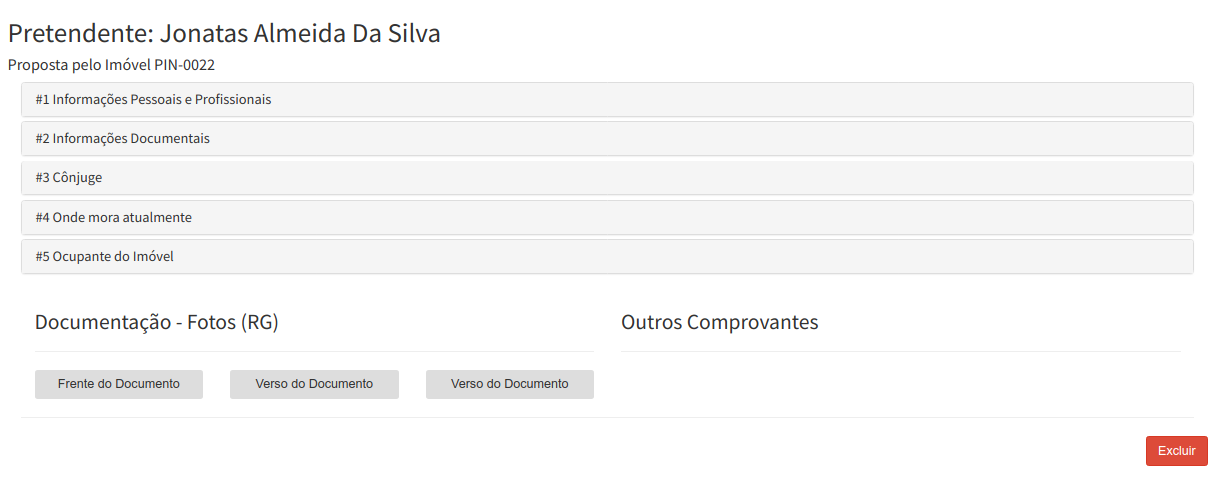 Pretendente: Jonatas Almeida Da Silva
Proposta pelo Imóvel PIN-0022
#1 Informações Pessoais e Profissionais
#2 Informações Documentais
#3 Cônjuge
#4 Onde mora atualmente
#5 Ocupante do Imóvel
Documentação - Fotos (RG)
Outros Comprovantes
Frente do Documento
Verso do Documento
Verso do Documento
Excluir